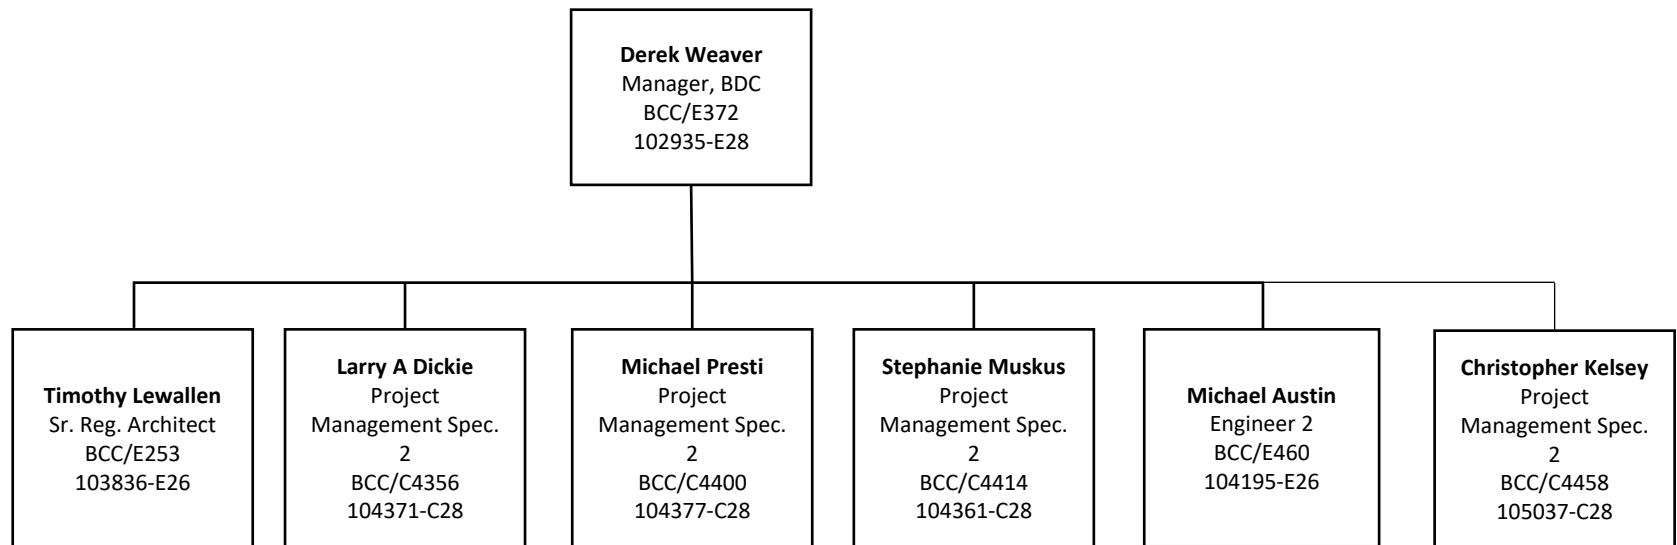 Derek Weaver
Manager, BDC
BCC/E372
102935-E28
Timothy Lewallen
Sr. Reg. Architect
BCC/E253
103836-E26
Larry A Dickie
Project
Management Spec.
2
BCC/C4356
104371-C28
Michael Presti
Project
Management Spec.
2
BCC/C4400
104377-C28
Stephanie Muskus
Project
Management Spec.
2
BCC/C4414
104361-C28
Michael Austin
Engineer 2
BCC/E460
104195-E26
Christopher Kelsey
Project
Management Spec.
2
BCC/C4458
105037-C28